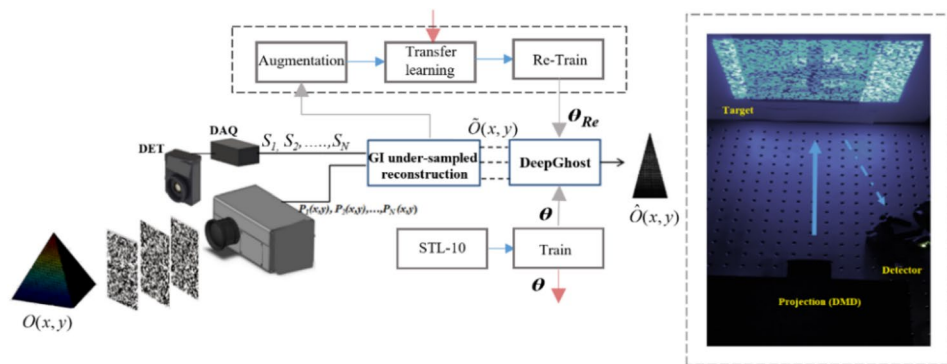 Augmentation
Transfer
learning
Re-Train
θRe
DET
DAQ
S1, S2, ....., SN
Õ(x, y)
GI under-sampled
reconstruction
DeepGhost
P1(x,y), P2(x,y),...,PN(x,y)
Ô(x, y)
θ
STL-10
Train
θ
O(x, y)
Target
Detector
Projection (DMD)